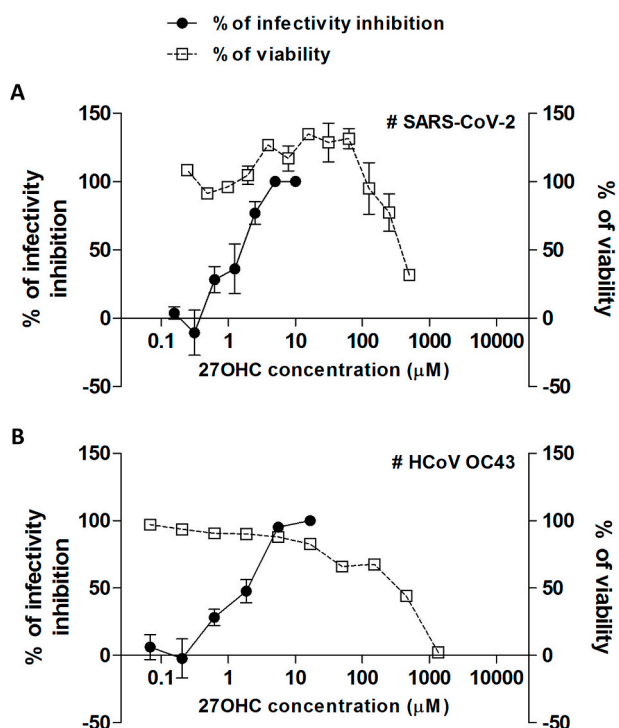 % of infectivity inhibition
% of viability
A
# SARS-CoV-2
% of infectivity
inhibition
150
100
50
0
-50
0.1 1 10 100 1000 10000
27OHC concentration (μM)
150
100
50
0
-50
% of viability
B
# HCoV OC43
% of infectivity
inhibition
150
100
50
0
-50
0.1 1 10 100 1000 10000
27OHC concentration (μM)
150
100
50
0
-50
% of viability